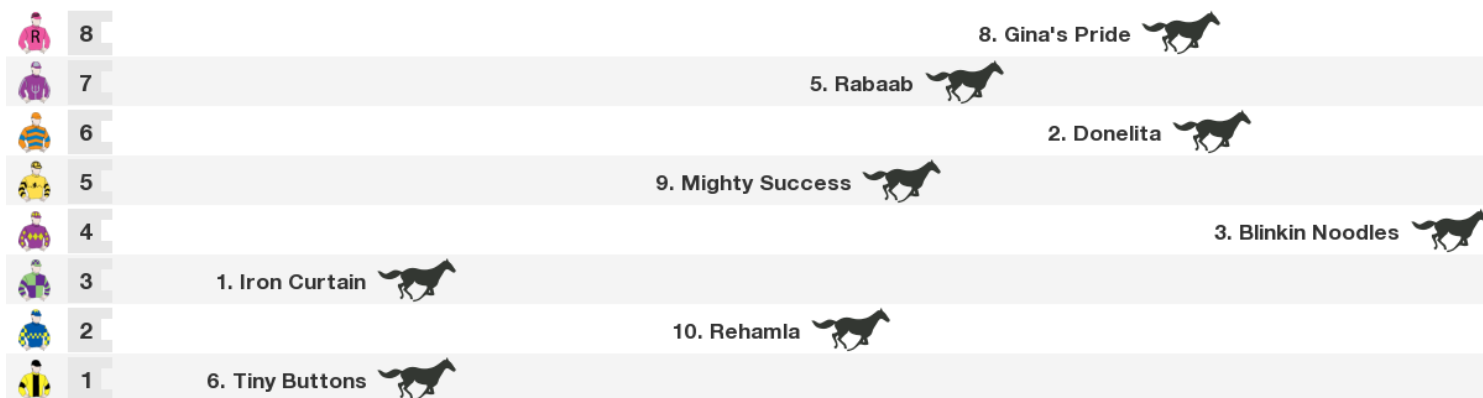 R 8 8. Gina's Pride
7 5. Rabaab
6 2. Donelita
5 9. Mighty Success
4 3. Blinkin Noodles
3 1. Iron Curtain
2 10. Rehamla
1 6. Tiny Buttons